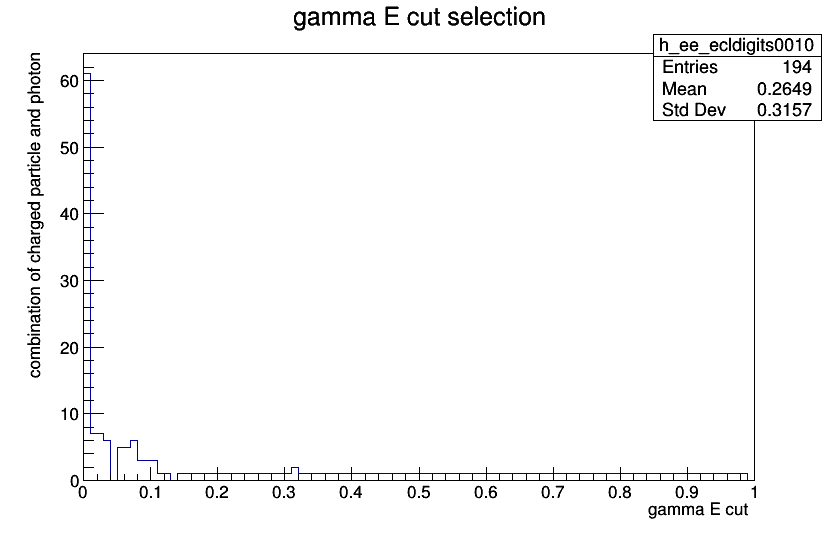 gamma E cut selection
h_ee_ecldigits0010
Entries 194
Mean 0.2649
Std Dev 0.3157
combination of charged particle and photon
60
50
40
30
20
10
0
0 0.1 0.2 0.3 0.4 0.5 0.6 0.7 0.8 0.9 1
gamma E cut